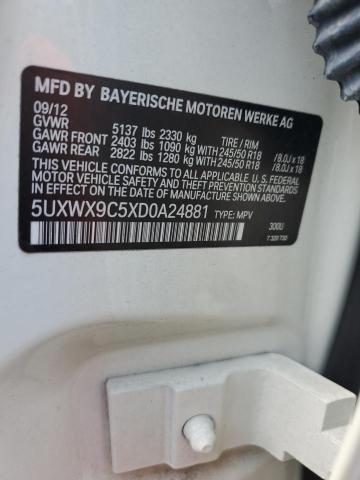 MFD BY BAYERISCHE MOTOREN WERKE AG
09/12
GVWR 5137 lbs 2330 kg TIRE / RIM
GAWR FRONT 2403 lbs 1090 kg WITH 245/50 R18 / 8.0J x 18
GAWR REAR 2822 lbs 1280 kg WITH 245/50 R18 / 8.0J x 18
THIS VEHICLE CONFORMS TO ALL APPLICABLE U.S. FEDERAL MOTOR VEHICLE SAFETY
AND THEFT PREVENTION STANDARDS IN EFFECT ON THE DATE OF MANUFACTURE SHOWN ABOVE.
5UXWX9C5XD0A24881 TYPE: MPV
300U